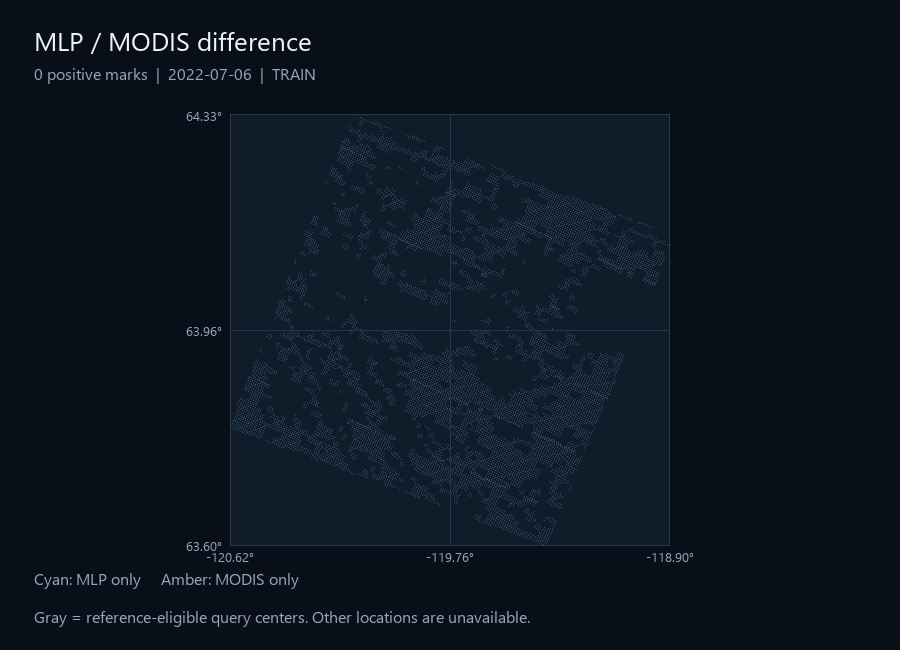 MLP / MODIS difference
0 positive marks | 2022-07-06 | TRAIN
64.33°
63.96°
63.60°
-120.62° -119.76° -118.90°
Cyan: MLP only Amber: MODIS only
Gray = reference-eligible query centers. Other locations are unavailable.